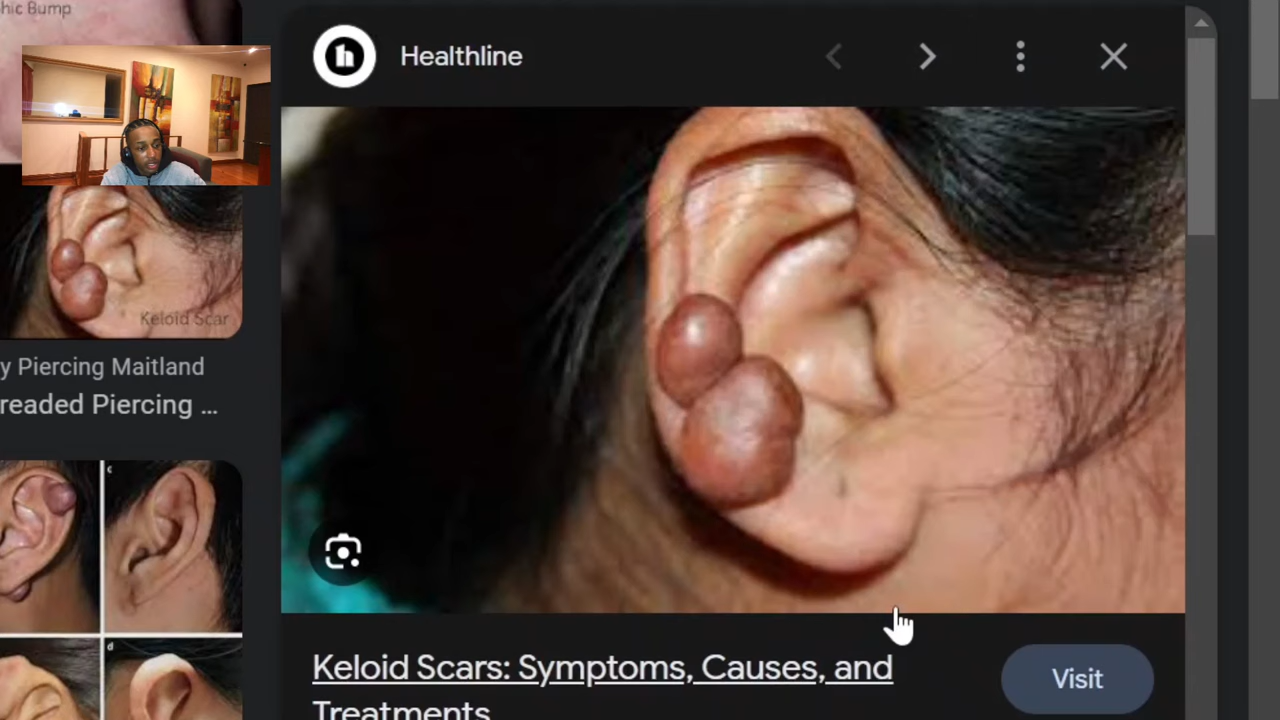 hic Bump
Healthline
Keloid Scar
y Piercing Maitland
readed Piercing ...
c
d
Keloid Scars: Symptoms, Causes, and
Treatments
Visit